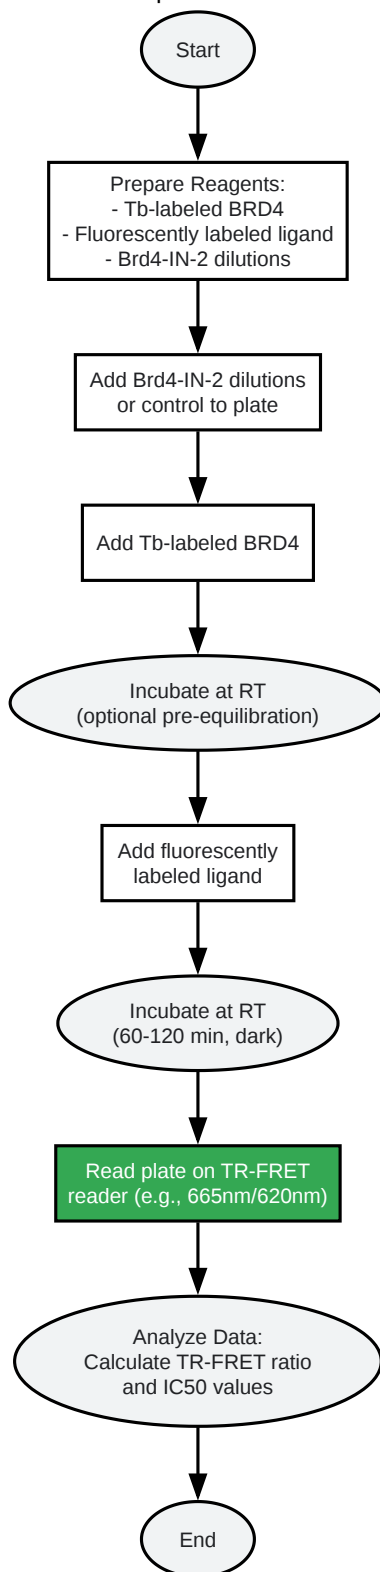 Start
Prepare Reagents:
- Tb-labeled BRD4
- Fluorescently labeled ligand
- Brd4-IN-2 dilutions
Add Brd4-IN-2 dilutions
or control to plate
Add Tb-labeled BRD4
Incubate at RT
(optional pre-equilibration)
Add fluorescently
labeled ligand
Incubate at RT
(60-120 min, dark)
Read plate on TR-FRET
reader (e.g., 665nm/620nm)
Analyze Data:
Calculate TR-FRET ratio
and IC50 values
End